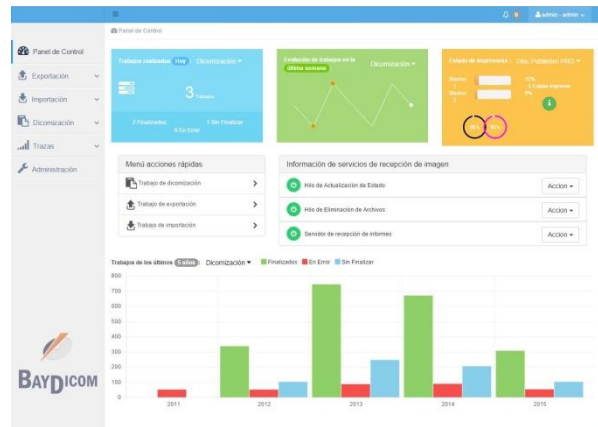 0
admin - admin
Panel de Control
Panel de Control
Exportación
Importación
Dicomización
Trazas
Administración
Trabajos realizados Hoy Dicomización
3 Trabajos
2 Finalizados 1 Sin Finalizar
0 En Error
Evolución de trabajos en la
última semana
Dicomización
Estado de impresoras : Disc Publisher PRO
Menú acciones rápidas
Trabajo de dicomización
Trabajo de exportación
Trabajo de importación
Información de servicios de recepción de imagen
Hilo de Actualización de Estado Accion
Hilo de Eliminación de Archivos Accion
Servidor de recepción de informes Accion
Trabajos de los últimos 5 años : Dicomización Finalizados En Error Sin Finalizar
800
700
600
500
400
300
200
100
0
2011 2012 2013 2014 2015
BAYDICOM